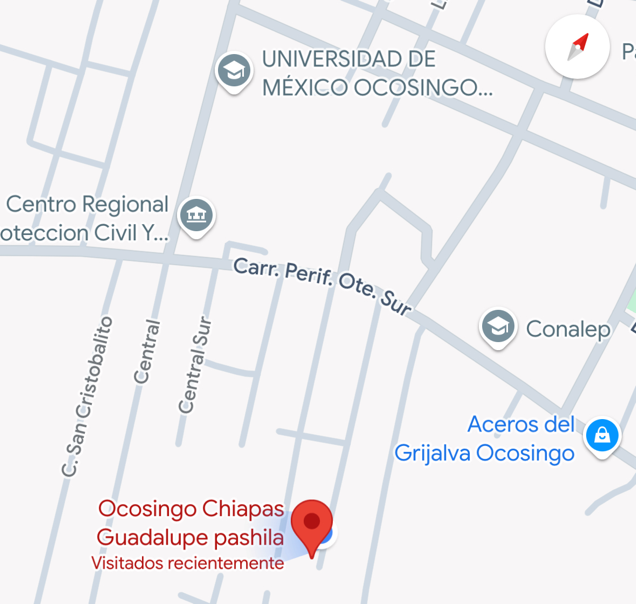 UNIVERSIDAD DE
MÉXICO OCOSINGO...
Centro Regional
oteccion Civil Y...
Carr. Perif. Ote. Sur
Conalep
C. San Cristobalito
Central
Central Sur
Aceros del
Grijalva Ocosingo
Ocosingo Chiapas
Guadalupe pashila
Visitados recientemente